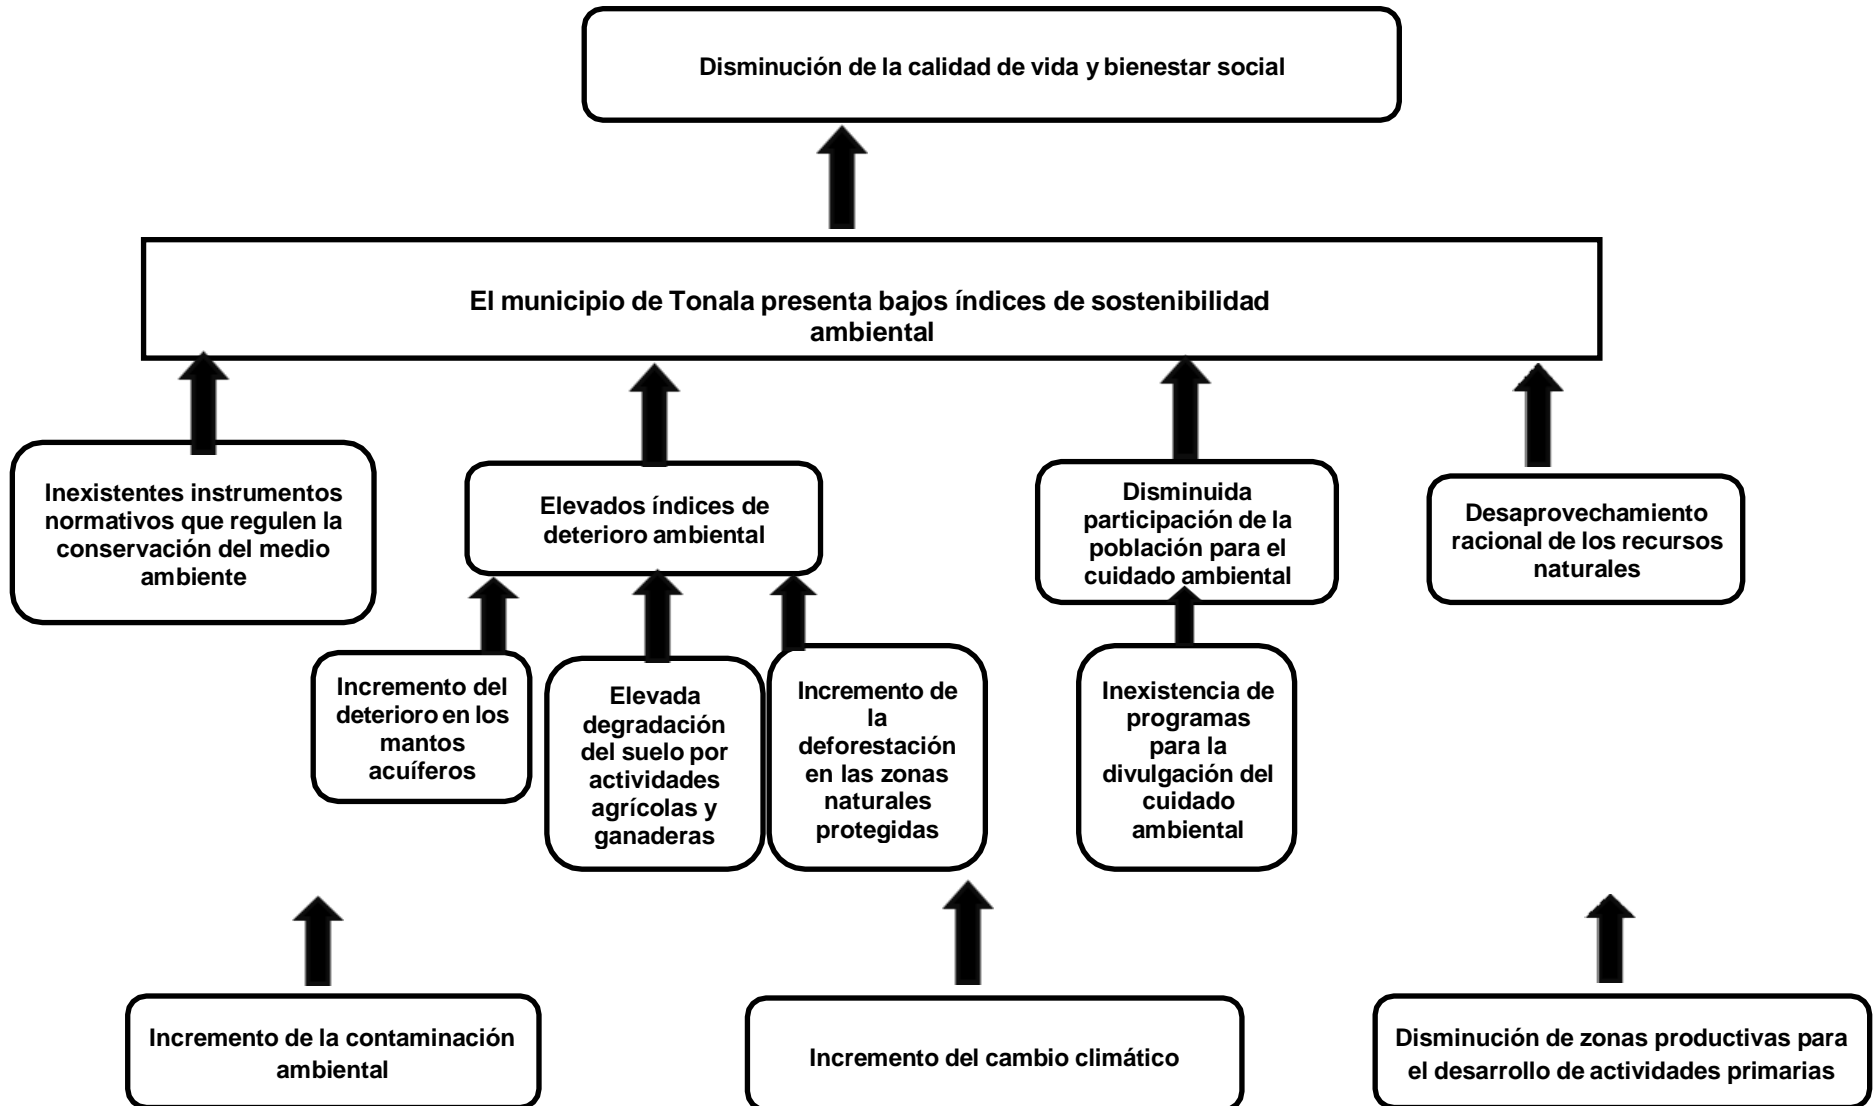 Disminución de la calidad de vida y bienestar social
El municipio de Tonala presenta bajos índices de sostenibilidad
ambiental
Inexistentes instrumentos
normativos que regulen la
conservación del medio
ambiente
Elevados índices de
deterioro ambiental
Disminuida
participación de la
población para el
cuidado ambiental
Desaprovechamiento
racional de los recursos
naturales
Incremento del
deterioro en los
mantos
acuíferos
Elevada
degradación
del suelo por
actividades
agrícolas y
ganaderas
Incremento de
la
deforestación
en las zonas
naturales
protegidas
Inexistencia de
programas
para la
divulgación del
cuidado
ambiental
Incremento de la contaminación
ambiental
Incremento del cambio climático
Disminución de zonas productivas para
el desarrollo de actividades primarias